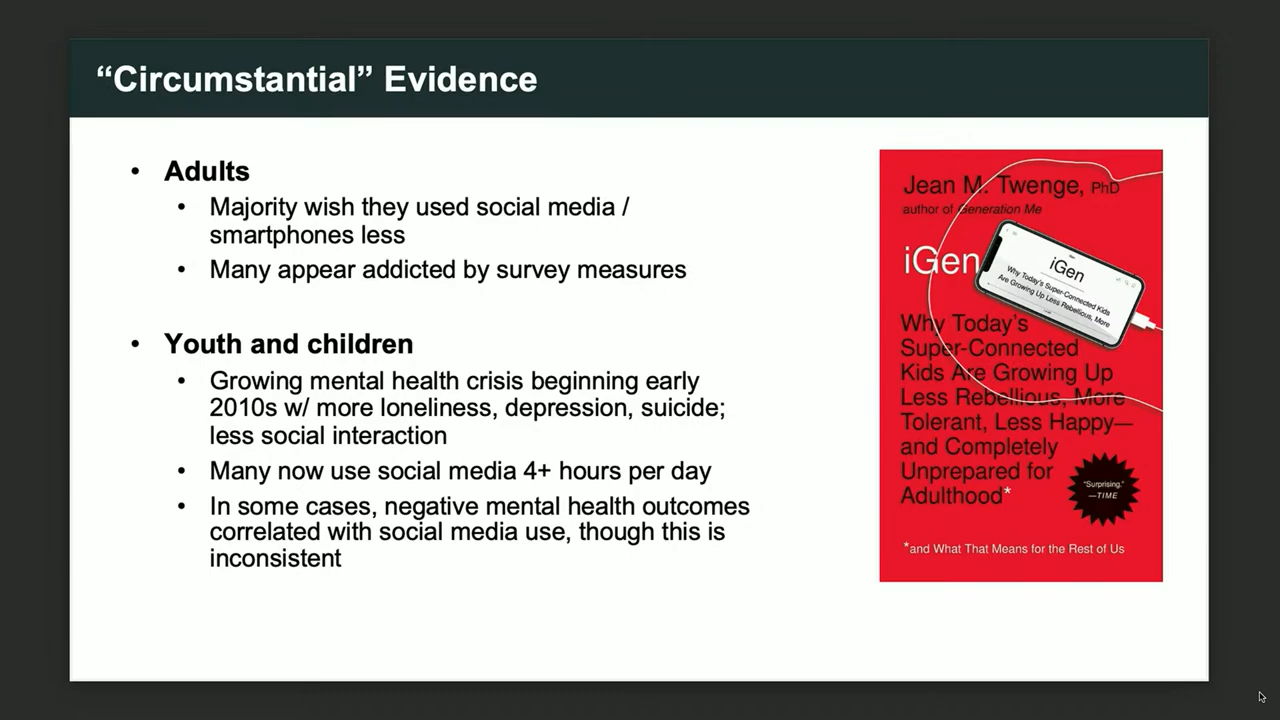 “Circumstantial” Evidence
• Adults
• Majority wish they used social media /
smartphones less
• Many appear addicted by survey measures
• Youth and children
• Growing mental health crisis beginning early
2010s w/ more loneliness, depression, suicide;
less social interaction
• Many now use social media 4+ hours per day
• In some cases, negative mental health outcomes
correlated with social media use, though this is
inconsistent
Jean M. Twenge, PhD
author of Generation Me
iGen
iGen
Why Today's Super-Connected Kids
Are Growing Up Less Rebellious, More
Why Today's
Super-Connected
Kids Are Growing Up
Less Rebellious, More
Tolerant, Less Happy—
and Completely
Unprepared for
Adulthood*
“Surprising.”
—TIME
*and What That Means for the Rest of Us